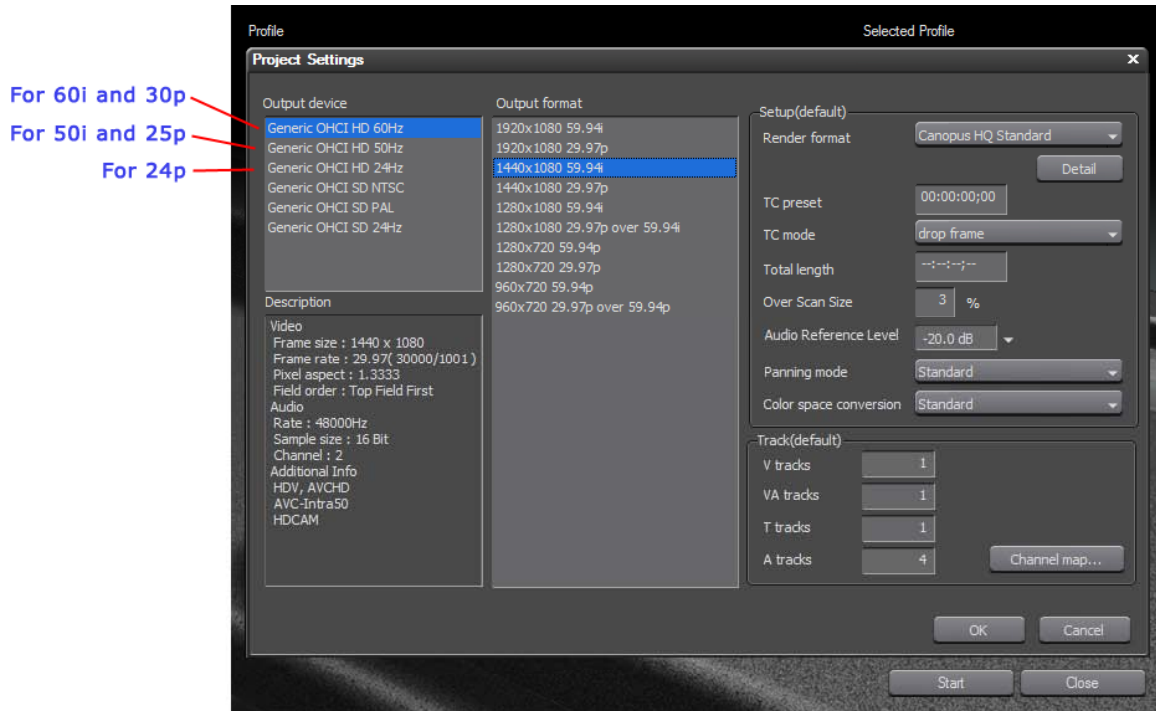 Profile
Selected Profile
Project Settings
x
For 60i and 30p
For 50i and 25p
For 24p
Output device
Generic OHCI HD 60Hz
Generic OHCI HD 50Hz
Generic OHCI HD 24Hz
Generic OHCI SD NTSC
Generic OHCI SD PAL
Generic OHCI SD 24Hz
Description
Video
Frame size : 1440 x 1080
Frame rate : 29.97( 30000/1001 )
Pixel aspect : 1.3333
Field order : Top Field First
Audio
Rate : 48000Hz
Sample size : 16 Bit
Channel : 2
Additional Info
HDV, AVCHD
AVC-Intra50
HDCAM
Output format
1920x1080 59.94i
1920x1080 29.97p
1440x1080 59.94i
1440x1080 29.97p
1280x1080 59.94i
1280x1080 29.97p over 59.94i
1280x720 59.94p
1280x720 29.97p
960x720 59.94p
960x720 29.97p over 59.94p
Setup(default)
Render format Canopus HQ Standard
Detail
TC preset 00:00:00;00
TC mode drop frame
Total length --:--:--;--
Over Scan Size 3 %
Audio Reference Level -20.0 dB
Panning mode Standard
Color space conversion Standard
Track(default)
V tracks 1
VA tracks 1
T tracks 1
A tracks 4 Channel map...
OK Cancel
Start Close